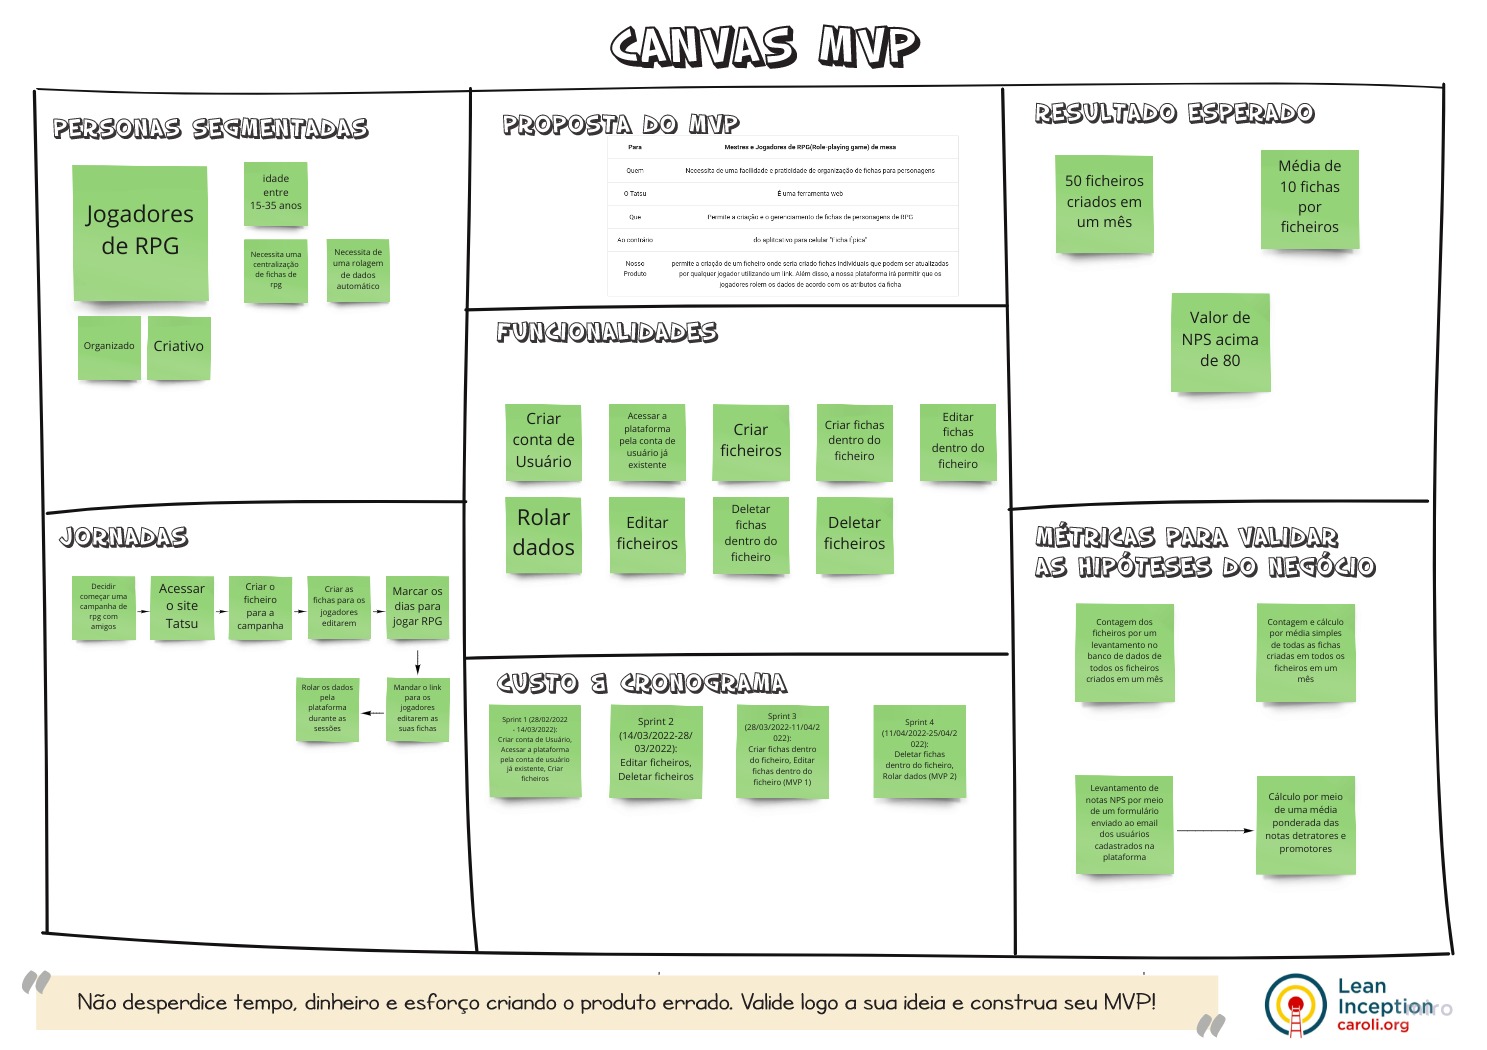 CANVAS MVP
PERSONAS SEGMENTADAS
Jogadores
de RPG
idade
entre
15-35 anos
Necessita uma
centralização
de fichas de
rpg
Necessita de
uma rolagem
de dados
automático
Organizado
Criativo
PROPOSTA DO MVP
Para Mestres e Jogadores de RPG(Role-playing game) de mesa
Quem Necessita de uma facilidade e praticidade de organização de fichas para personagens
O Tatsu É uma ferramenta web
Que Permite a criação e o gerenciamento de fichas de personagens de RPG
Ao contrário do aplitcativo para celular "Ficha Épica"
Nosso
Produto
permite a criação de um ficheiro onde seria criado fichas individuais que podem ser atualizadas
por qualquer jogador utilizando um link. Além disso, a nossa plataforma irá permitir que os
jogadores rolem os dados de acordo com os atributos da ficha
RESULTADO ESPERADO
50 ficheiros
criados em
um mês
Média de
10 fichas
por
ficheiros
Valor de
NPS acima
de 80
FUNCIONALIDADES
Criar
conta de
Usuário
Acessar a
plataforma
pela conta de
usuário já
existente
Criar
ficheiros
Criar fichas
dentro do
ficheiro
Editar
fichas
dentro do
ficheiro
Rolar
dados
Editar
ficheiros
Deletar
fichas
dentro do
ficheiro
Deletar
ficheiros
JORNADAS
Decidir
começar uma
campanha de
rpg com
amigos
Acessar
o site
Tatsu
Criar o
ficheiro
para a
campanha
Criar as
fichas para os
jogadores
editarem
Marcar os
dias para
jogar RPG
Mandar o link
para os
jogadores
editarem as
suas fichas
Rolar os dados
pela
plataforma
durante as
sessões
CUSTO & CRONOGRAMA
Sprint 1 (28/02/2022
- 14/03/2022):
Criar conta de Usuário,
Acessar a plataforma
pela conta de usuário
já existente, Criar
ficheiros
Sprint 2
(14/03/2022-28/
03/2022):
Editar ficheiros,
Deletar ficheiros
Sprint 3
(28/03/2022-11/04/2
022):
Criar fichas dentro
do ficheiro, Editar
fichas dentro do
ficheiro (MVP 1)
Sprint 4
(11/04/2022-25/04/2
022):
Deletar fichas
dentro do ficheiro,
Rolar dados (MVP 2)
MÉTRICAS PARA VALIDAR
AS HIPÓTESES DO NEGÓCIO
Contagem dos
ficheiros por um
levantamento no
banco de dados de
todos os ficheiros
criados em um mês
Contagem e cálculo
por média simples
de todas as fichas
criadas em todos os
ficheiros em um
mês
Levantamento de
notas NPS por meio
de um formulário
enviado ao email
dos usuários
cadastrados na
plataforma
Cálculo por meio
de uma média
ponderada das
notas detratores e
promotores
Não desperdice tempo, dinheiro e esforço criando o produto errado. Valide logo a sua ideia e construa seu MVP!
Lean
Inception
caroli.org
miro